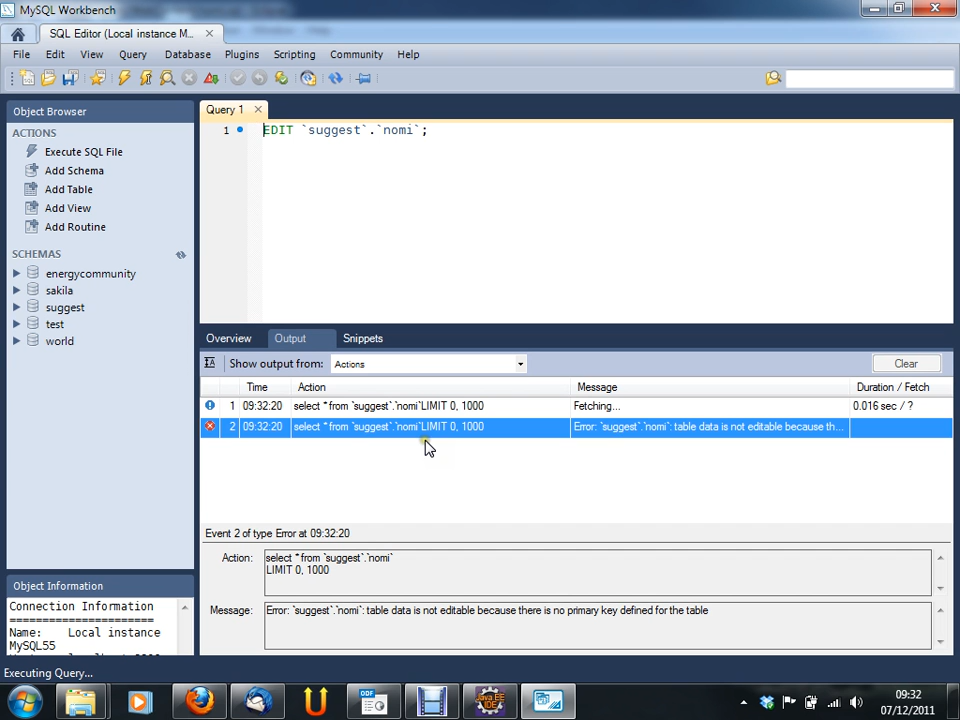 MySQL Workbench
SQL Editor (Local instance M...
File Edit View Query Database Plugins Scripting Community Help
Object Browser
ACTIONS
Execute SQL File
Add Schema
Add Table
Add View
Add Routine
SCHEMAS
energycommunity
sakila
suggest
test
world
Query 1
1 EDIT `suggest`.`nomi`;
Overview Output Snippets
Show output from: Actions Clear
Time Action Message Duration / Fetch
1 09:32:20 select * from `suggest`.`nomi`LIMIT 0, 1000 Fetching... 0.016 sec / ?
2 09:32:20 select * from `suggest`.`nomi`LIMIT 0, 1000 Error: `suggest`.`nomi`: table data is not editable because th...
Event 2 of type Error at 09:32:20
Action: select * from `suggest`.`nomi`
LIMIT 0, 1000
Message: Error: `suggest`.`nomi`: table data is not editable because there is no primary key defined for the table
Object Information
Connection Information
=====================
Name: Local instance
MySQL55
Executing Query...
ODF
Java EE
IDE
09:32
07/12/2011